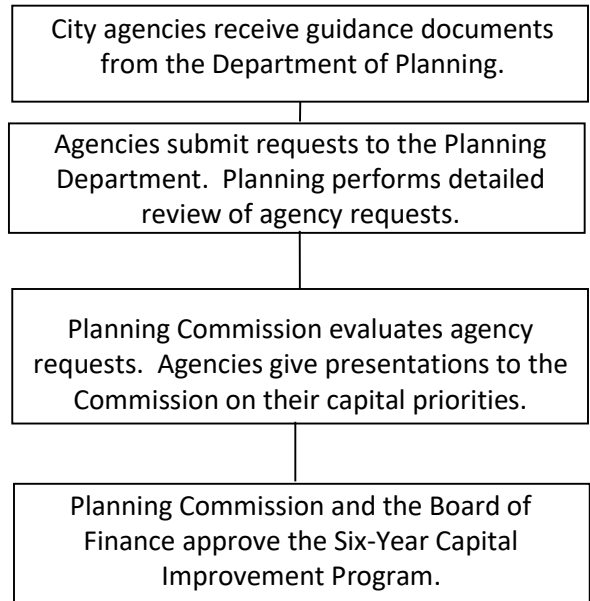 City agencies receive guidance documents
from the Department of Planning.
Agencies submit requests to the Planning
Department.  Planning performs detailed
review of agency requests.
Planning Commission evaluates agency
requests.  Agencies give presentations to the
Commission on their capital priorities.
Planning Commission and the Board of
Finance approve the Six-Year Capital
Improvement Program.